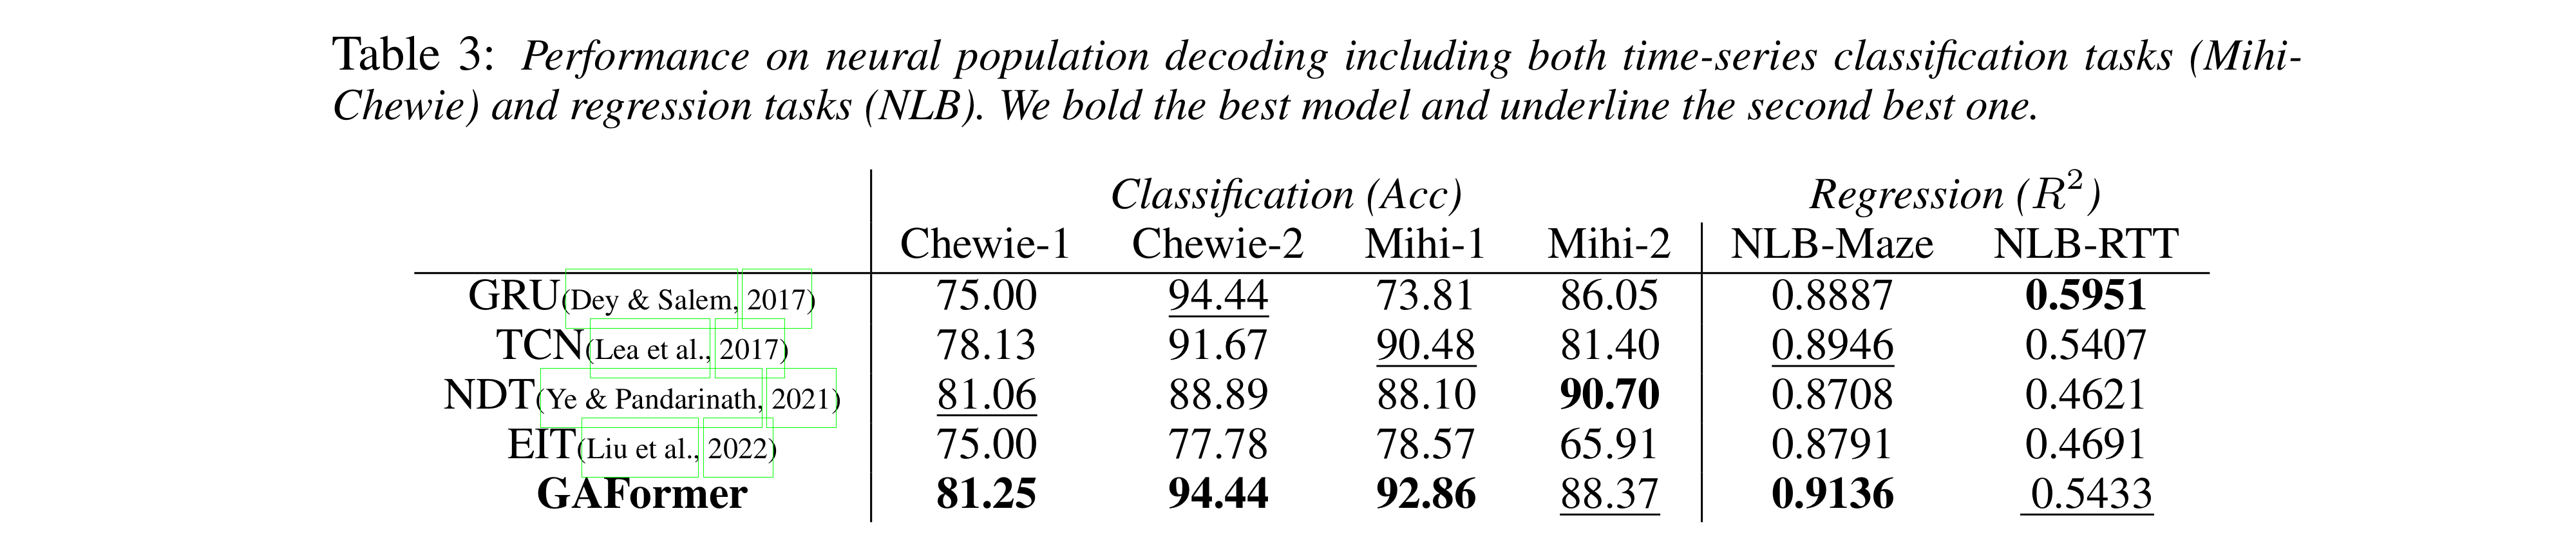 Table 3: Performance on neural population decoding including both time-series classification tasks (Mihi-
Chewie) and regression tasks (NLB). We bold the best model and underline the second best one.
Classification (Acc) Regression (R²)
Chewie-1 Chewie-2 Mihi-1 Mihi-2 NLB-Maze NLB-RTT
GRU(Dey & Salem, 2017) 75.00 94.44 73.81 86.05 0.8887 0.5951
TCN(Lea et al., 2017) 78.13 91.67 90.48 81.40 0.8946 0.5407
NDT(Ye & Pandarinath, 2021) 81.06 88.89 88.10 90.70 0.8708 0.4621
EIT(Liu et al., 2022) 75.00 77.78 78.57 65.91 0.8791 0.4691
GAFormer 81.25 94.44 92.86 88.37 0.9136 0.5433